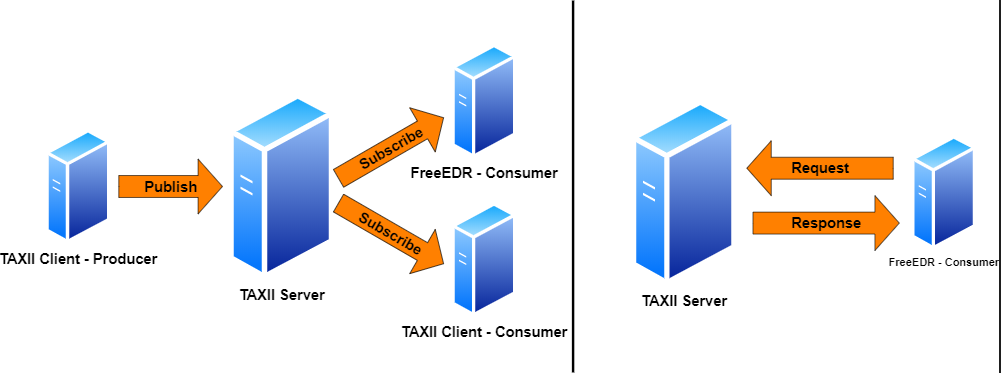 Publish
TAXII Client - Producer
TAXII Server
Subscribe
FreeEDR - Consumer
Subscribe
TAXII Client - Consumer
Request
Response
TAXII Server
FreeEDR - Consumer